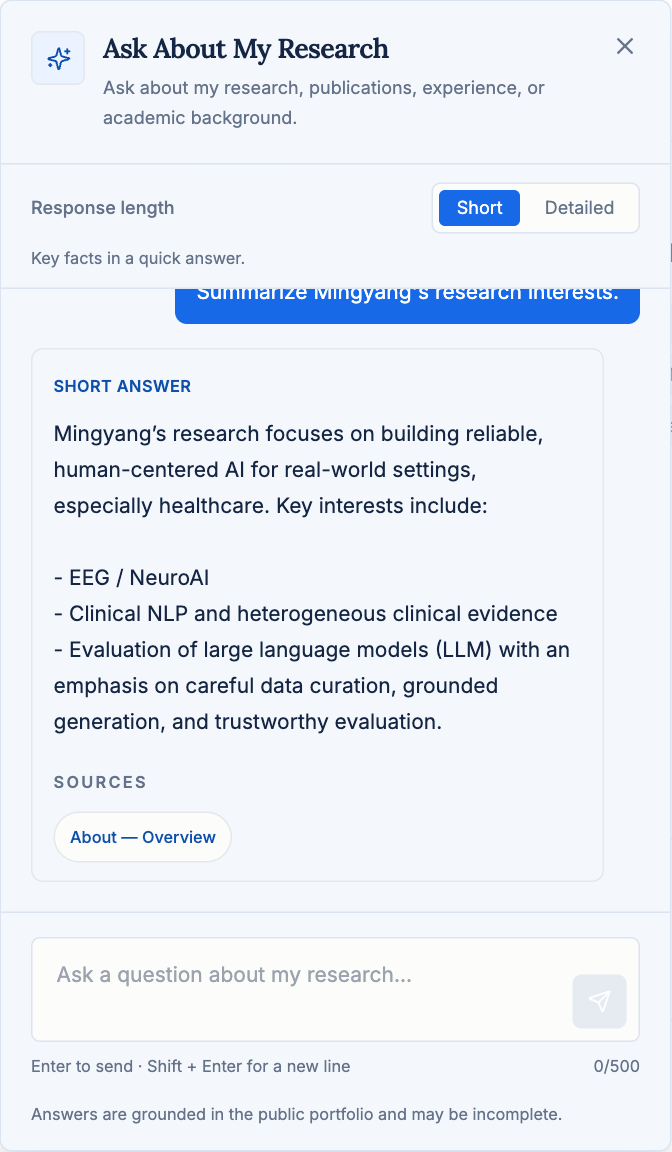 Ask About My Research
Ask about my research, publications, experience, or
academic background.
Response length
Short
Detailed
Key facts in a quick answer.
Summarize Mingyang's research interests.
SHORT ANSWER
Mingyang’s research focuses on building reliable,
human-centered AI for real-world settings,
especially healthcare. Key interests include:
- EEG / NeuroAI
- Clinical NLP and heterogeneous clinical evidence
- Evaluation of large language models (LLM) with an
emphasis on careful data curation, grounded
generation, and trustworthy evaluation.
SOURCES
About — Overview
Ask a question about my research...
Enter to send · Shift + Enter for a new line
0/500
Answers are grounded in the public portfolio and may be incomplete.